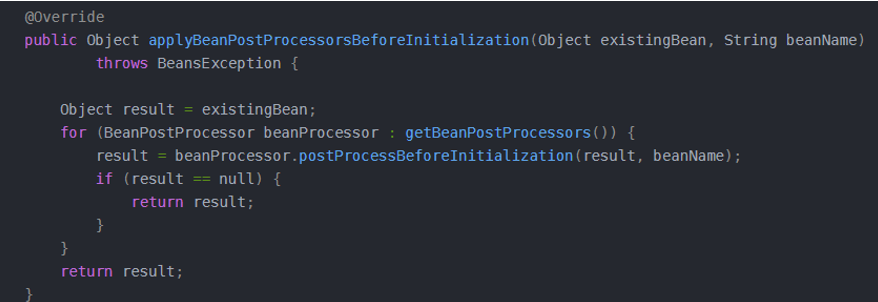 @Override
public Object applyBeanPostProcessorsBeforeInitialization(Object existingBean, String beanName)
        throws BeansException {

    Object result = existingBean;
    for (BeanPostProcessor beanProcessor : getBeanPostProcessors()) {
        result = beanProcessor.postProcessBeforeInitialization(result, beanName);
        if (result == null) {
            return result;
        }
    }
    return result;
}